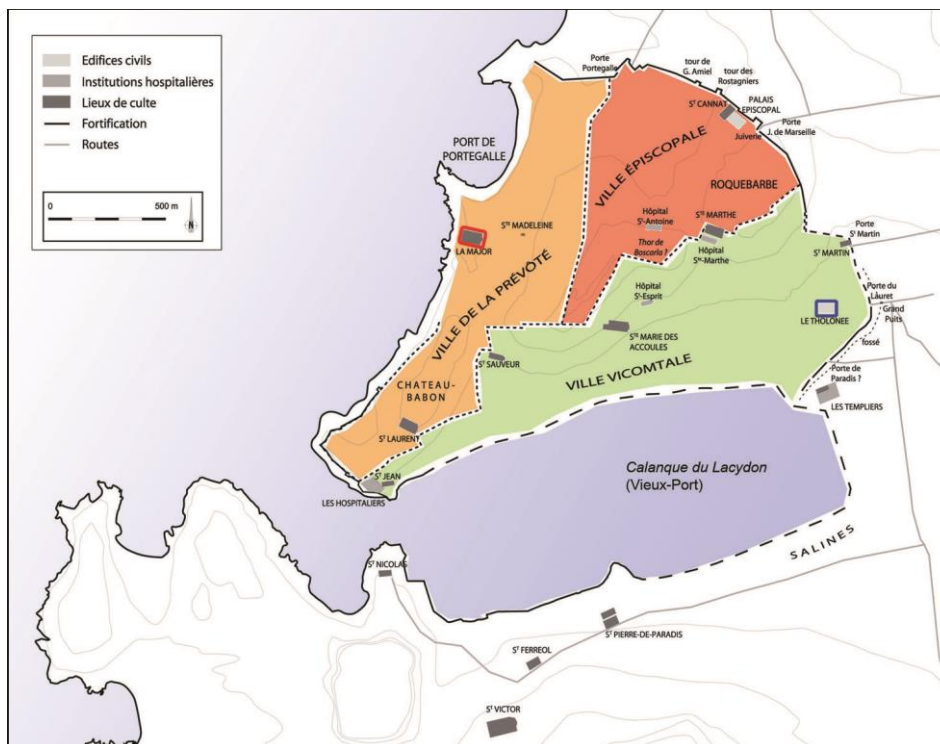 Edifices civils
Institutions hospitalières
Lieux de culte
Fortification
Routes
0 500 m
N
Porte
Portegalle
tour de
G. Amiel
tour des
Rostagniers
Sᵀ CANNAT
PALAIS
EPISCOPAL
Juiverie
Porte
J. de Marseille
PORT DE
PORTEGALLE
VILLE ÉPISCOPALE
ROQUEBARBE
Sᵀᴱ MADELEINE
LA MAJOR
Hôpital
Sᵗ-Antoine
Sᵀᴱ MARTHE
Thor de
Boscaria ?
Hôpital
Sᵗᵉ-Marthe
Porte
Sᵗ Martin
Sᵀ MARTIN
VILLE DE LA PRÉVÔTÉ
Hôpital
Sᵗ-Esprit
Porte du
Lauret
Grand
Puits
LE THOLONEE
Sᵀᴱ MARIE DES
ACCOULES
fossé
Sᵀ SAUVEUR
VILLE VICOMTALE
CHATEAU-
BABON
Porte de
Paradis ?
LES TEMPLIERS
Sᵀ LAURENT
Sᵀ JEAN
LES HOSPITALIERS
Calanque du Lacydon
(Vieux-Port)
SALINES
Sᵀ NICOLAS
Sᵀ PIERRE-DE-PARADIS
Sᵀ FERREOL
Sᵀ VICTOR